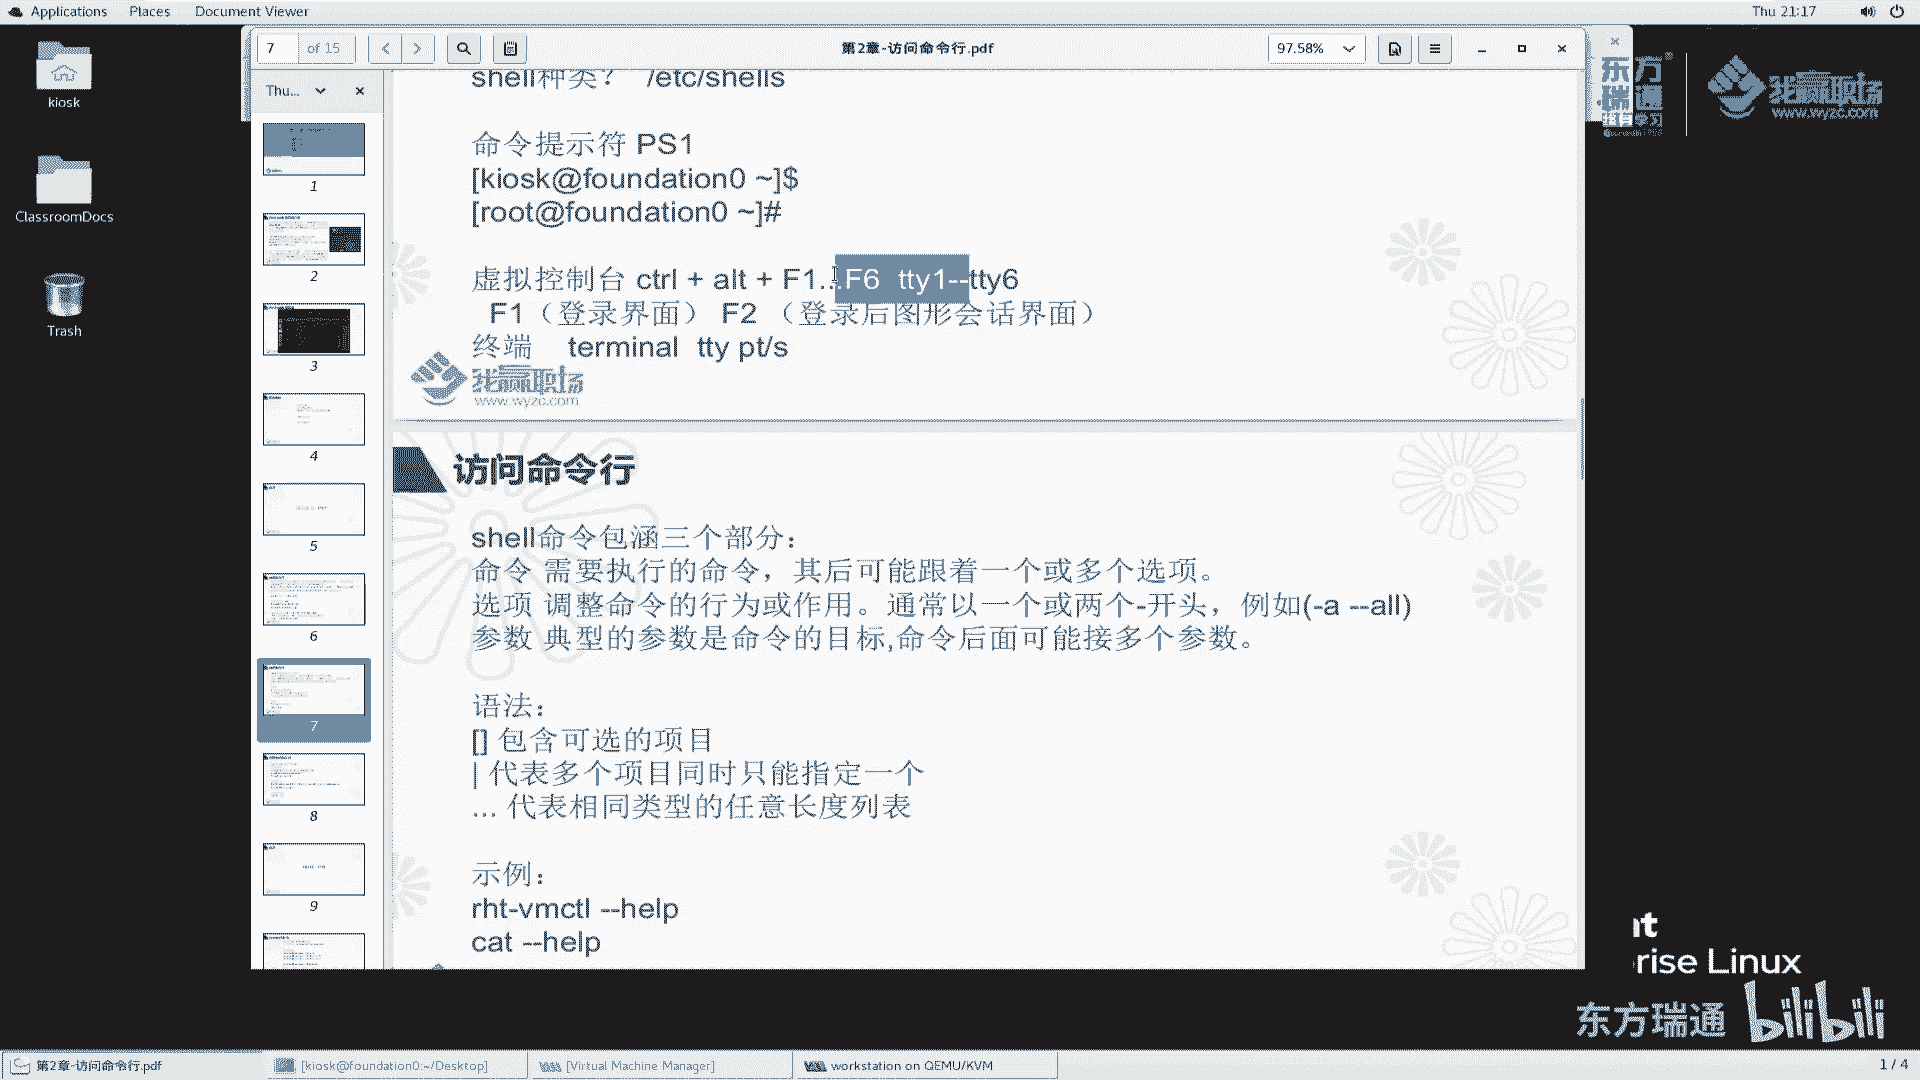 Applications Places Document Viewer
Thu 21:17
7 of 15
第2章-访问命令行.pdf
97.58%
kiosk
ClassroomDocs
Trash
Thu...
1
2
3
4
5
6
7
8
9
shell种类? /etc/shells
命令提示符 PS1
[kiosk@foundation0 ~]$
[root@foundation0 ~]#
虚拟控制台 ctrl + alt + F1...F6 tty1--tty6
F1（登录界面） F2 （登录后图形会话界面）
终端 terminal tty pt/s
我赢职场
www.wyzc.com
访问命令行
shell命令包涵三个部分：
命令 需要执行的命令，其后可能跟着一个或多个选项。
选项 调整命令的行为或作用。通常以一个或两个-开头，例如(-a --all)
参数 典型的参数是命令的目标,命令后面可能接多个参数。
语法：
[] 包含可选的项目
| 代表多个项目同时只能指定一个
... 代表相同类型的任意长度列表
示例：
rht-vmctl --help
cat --help
东方
瑞通
终身学习
我赢职场
www.wyzc.com
rise Linux
东方瑞通 bilibili
第2章-访问命令行.pdf
[kiosk@foundation0:~/Desktop]
[Virtual Machine Manager]
workstation on QEMU/KVM
1 / 4